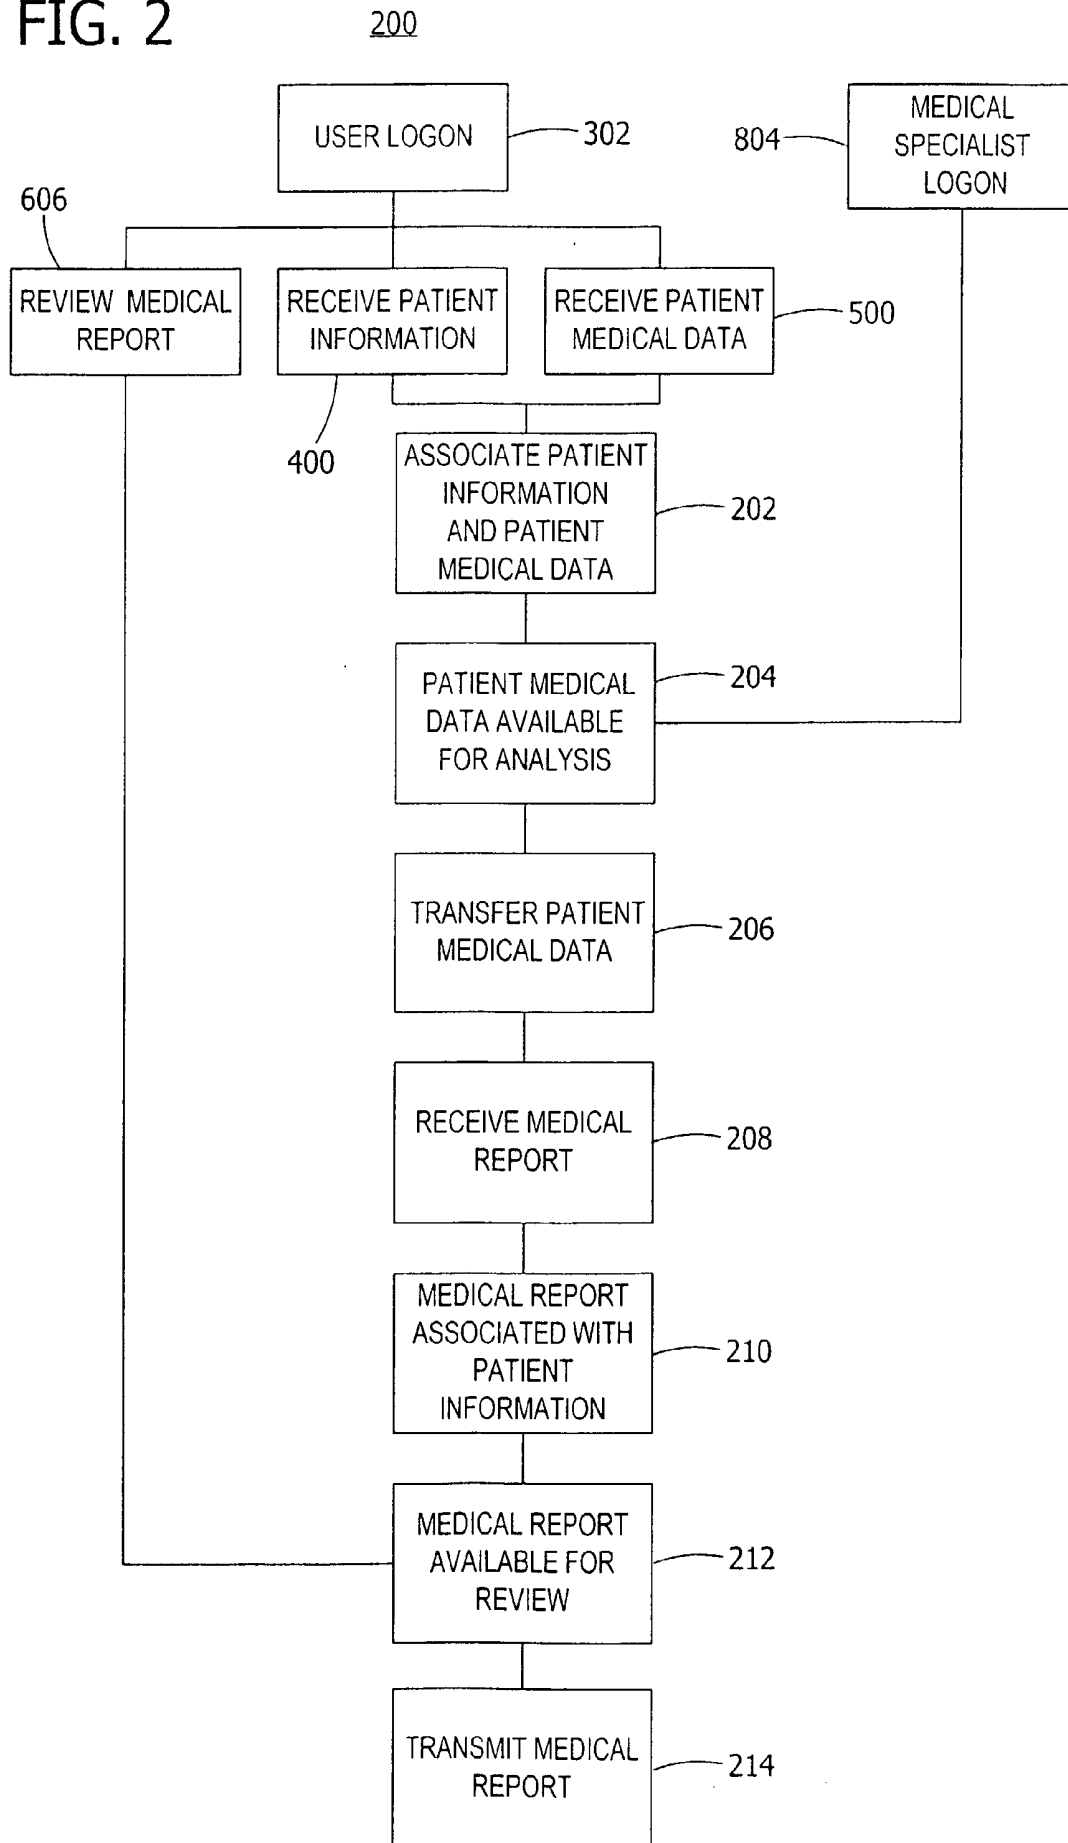 FIG. 2
200
USER LOGON
302
804
MEDICAL
SPECIALIST
LOGON
606
REVIEW MEDICAL
REPORT
RECEIVE PATIENT
INFORMATION
RECEIVE PATIENT
MEDICAL DATA
500
400
ASSOCIATE PATIENT
INFORMATION
AND PATIENT
MEDICAL DATA
202
PATIENT MEDICAL
DATA AVAILABLE
FOR ANALYSIS
204
TRANSFER PATIENT
MEDICAL DATA
206
RECEIVE MEDICAL
REPORT
208
MEDICAL REPORT
ASSOCIATED WITH
PATIENT
INFORMATION
210
MEDICAL REPORT
AVAILABLE FOR
REVIEW
212
TRANSMIT MEDICAL
REPORT
214